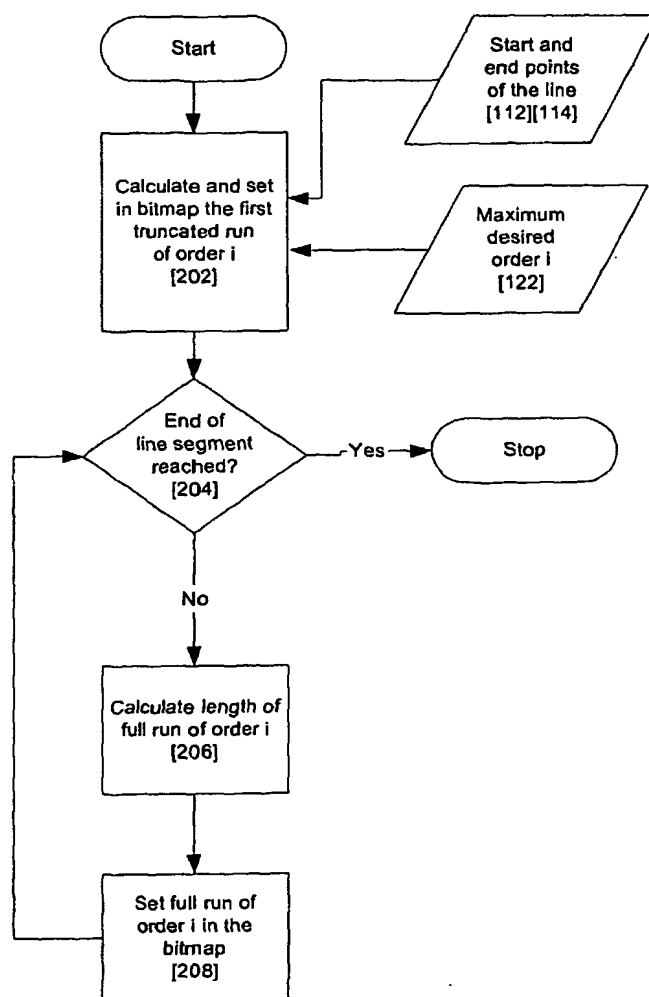 Start
Start and
end points
of the line
[112][114]
Calculate and set
in bitmap the first
truncated run
of order i
[202]
Maximum
desired
order i
[122]
End of
line segment
reached?
[204]
Yes
Stop
No
Calculate length of
full run of order i
[206]
Set full run of
order i in the
bitmap
[208]